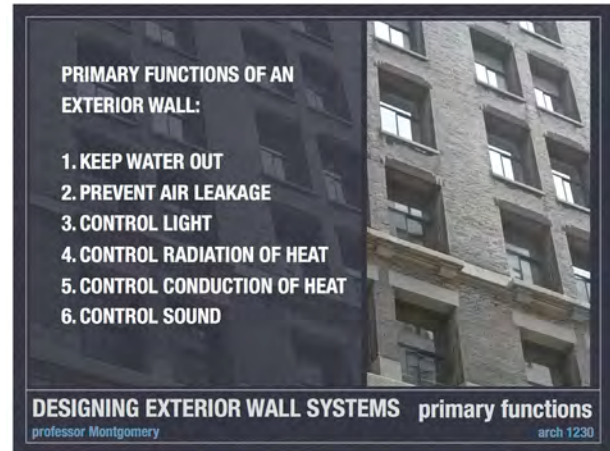 PRIMARY FUNCTIONS OF AN
EXTERIOR WALL:
1. KEEP WATER OUT
2. PREVENT AIR LEAKAGE
3. CONTROL LIGHT
4. CONTROL RADIATION OF HEAT
5. CONTROL CONDUCTION OF HEAT
6. CONTROL SOUND
DESIGNING EXTERIOR WALL SYSTEMS primary functions
professor Montgomery arch 1230